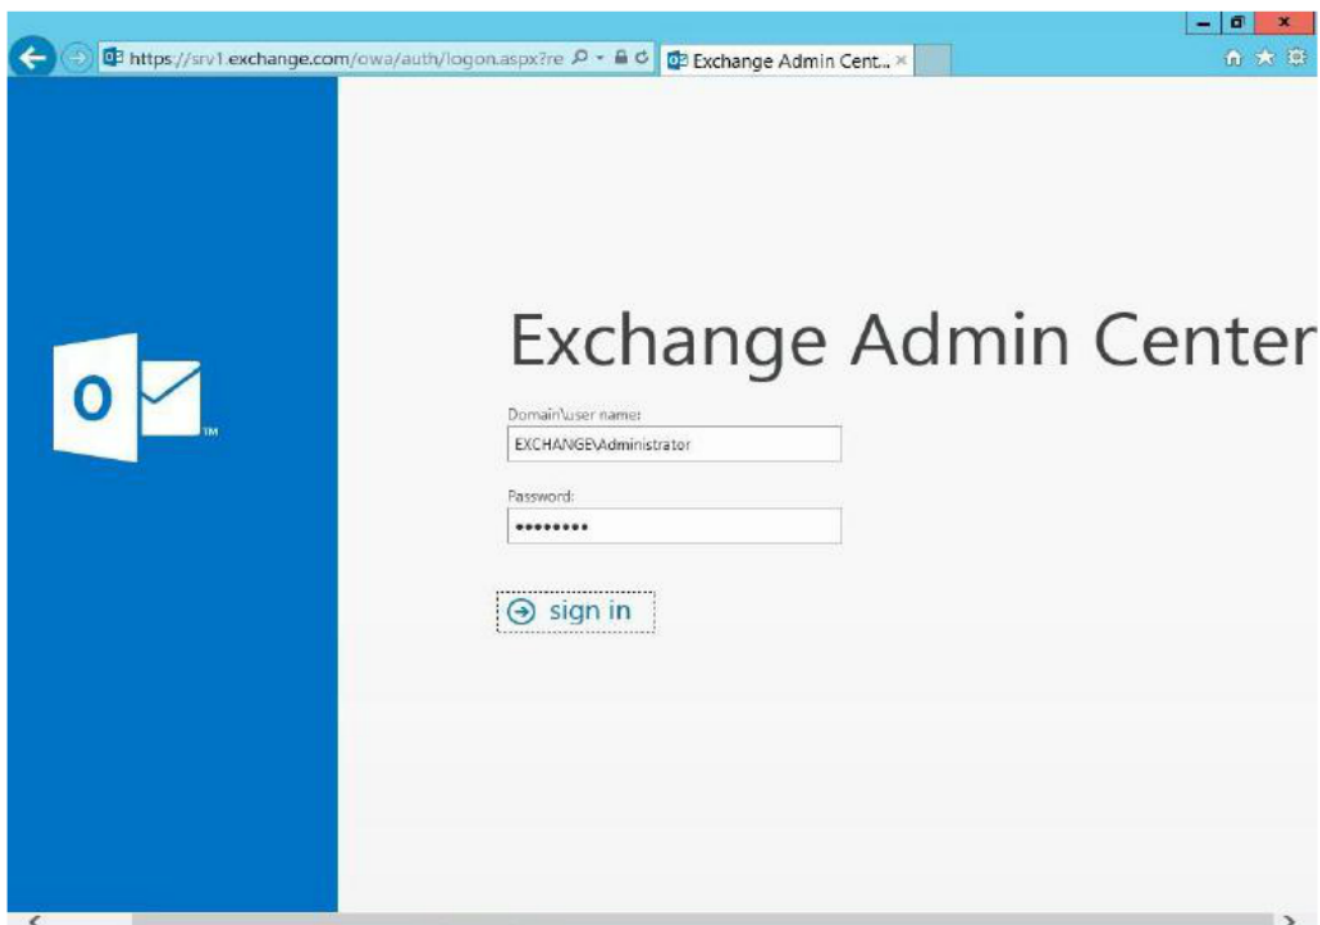 https://srv1.exchange.com/owa/auth/logon.aspx?re
Exchange Admin Cent...
Exchange Admin Center
Domain\user name:
EXCHANGE\Administrator
Password:
••••••••
sign in
O
TM